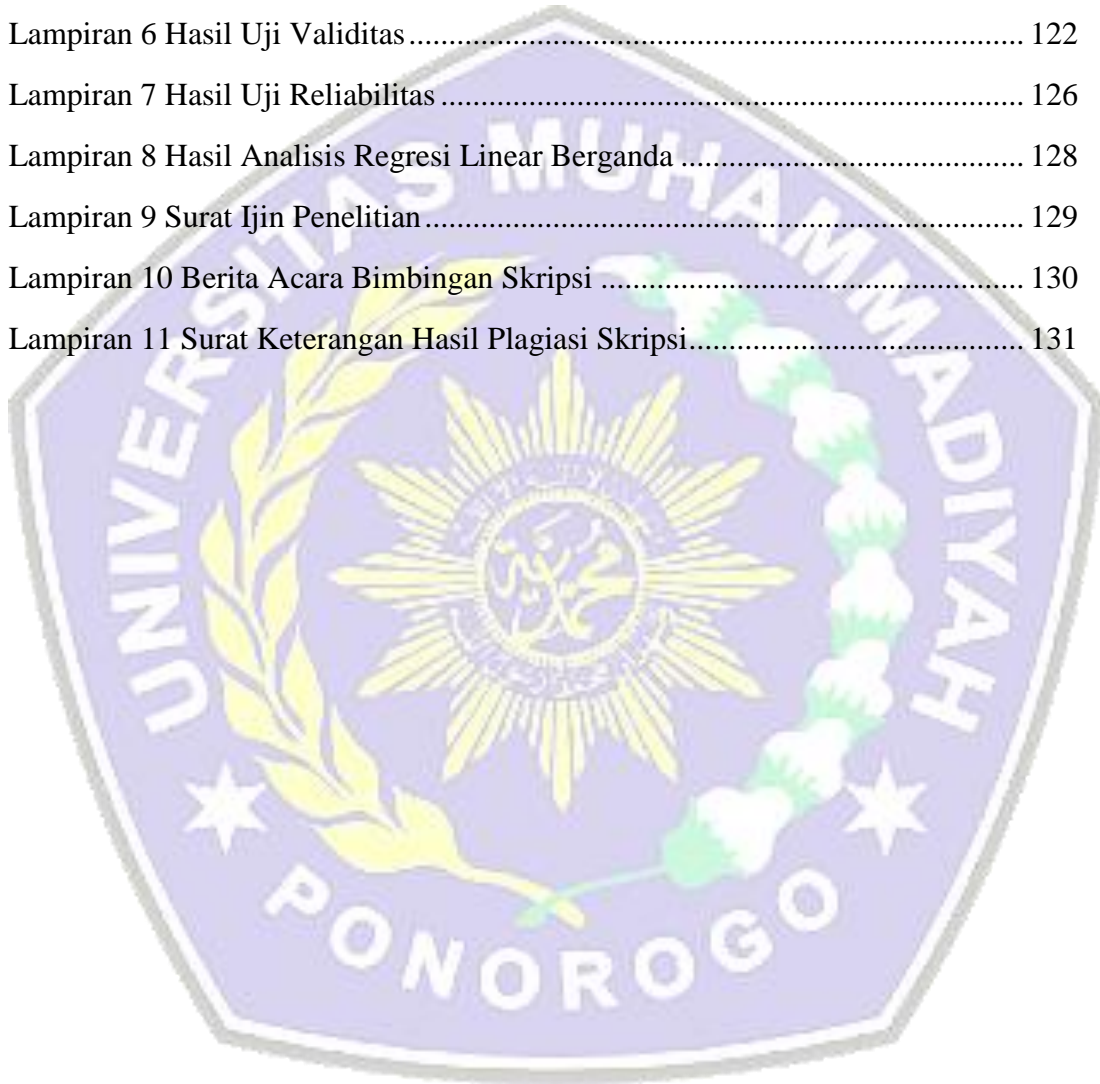 Lampiran 6 Hasil Uji Validitas............................................................................ 122
Lampiran 7 Hasil Uji Reliabilitas........................................................................ 126
Lampiran 8 Hasil Analisis Regresi Linear Berganda.......................................... 128
Lampiran 9 Surat Ijin Penelitian.......................................................................... 129
Lampiran 10 Berita Acara Bimbingan Skripsi.................................................... 130
Lampiran 11 Surat Keterangan Hasil Plagiasi Skripsi......................................... 131
UNIVERSITAS MUHAMMADIYAH
PONOROGO